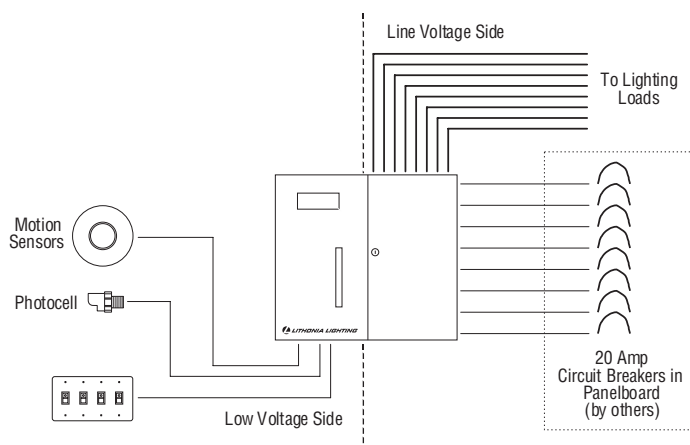 Line Voltage Side
To Lighting
Loads
Motion
Sensors
Photocell
LITHONIA LIGHTING
Low Voltage Side
20 Amp
Circuit Breakers in
Panelboard
(by others)